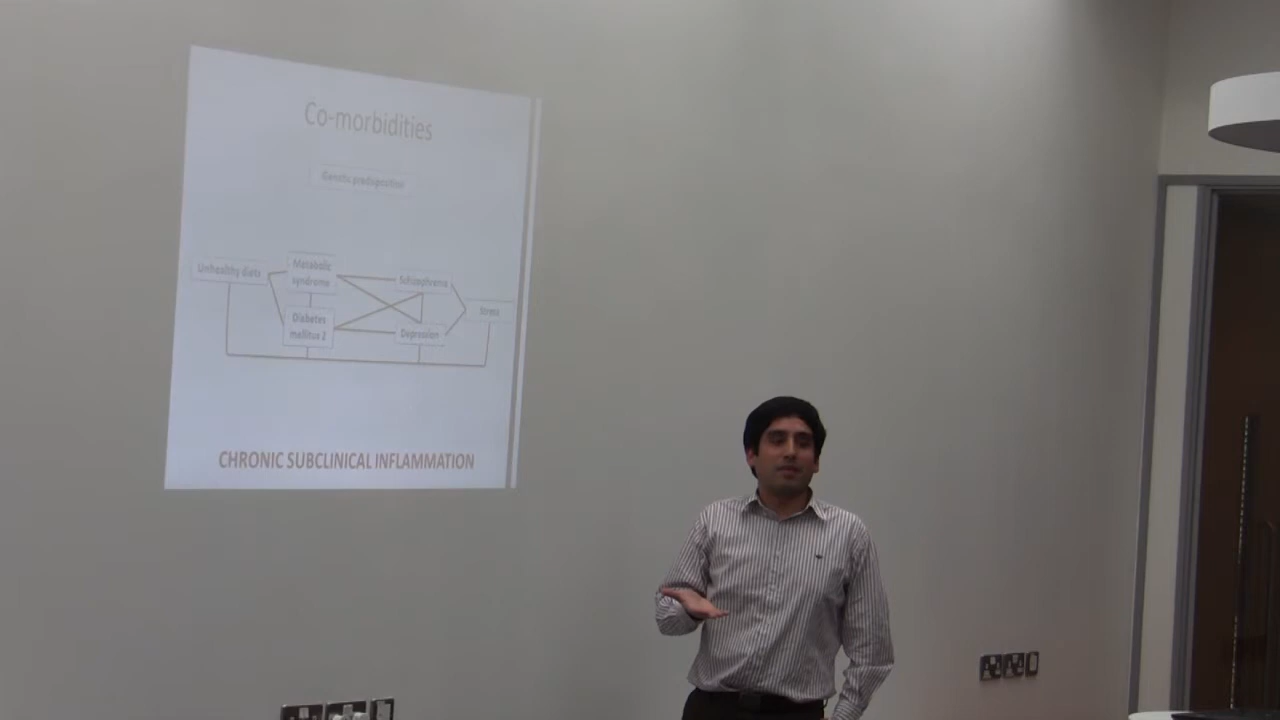 Co-morbidities
Genetic predisposition
Unhealthy diets
Metabolic
syndrome
Schizophrenia
Stress
Diabetes
mellitus 2
Depression
CHRONIC SUBCLINICAL INFLAMMATION